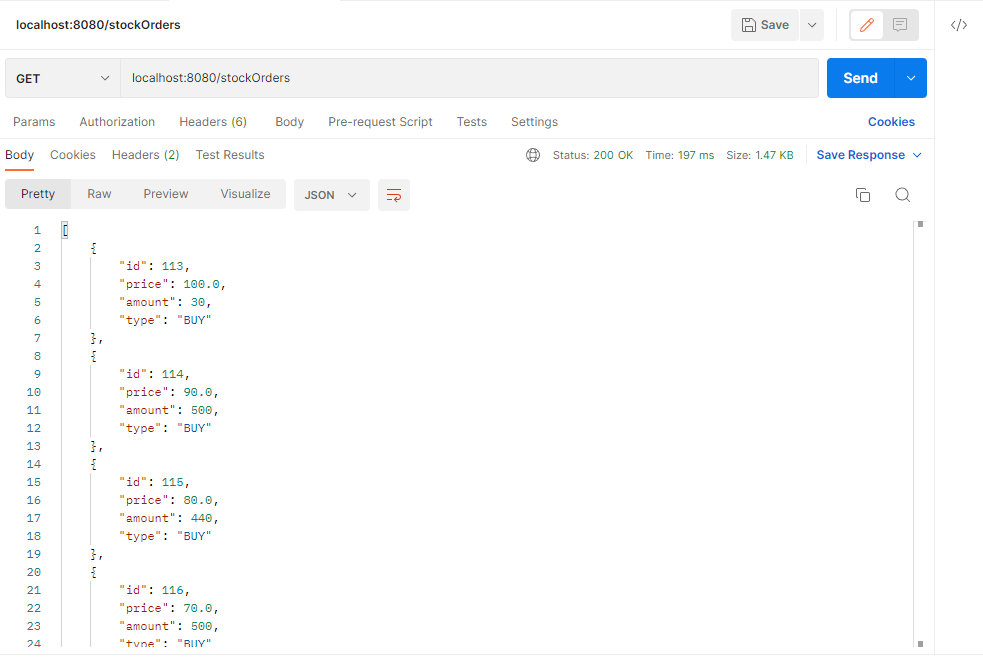 localhost:8080/stockOrders
Save
GET
localhost:8080/stockOrders
Send
Params Authorization Headers (6) Body Pre-request Script Tests Settings Cookies
Body Cookies Headers (2) Test Results Status: 200 OK Time: 197 ms Size: 1.47 KB Save Response
Pretty Raw Preview Visualize JSON
1 [
2 {
3 "id": 113,
4 "price": 100.0,
5 "amount": 30,
6 "type": "BUY"
7 },
8 {
9 "id": 114,
10 "price": 90.0,
11 "amount": 500,
12 "type": "BUY"
13 },
14 {
15 "id": 115,
16 "price": 80.0,
17 "amount": 440,
18 "type": "BUY"
19 },
20 {
21 "id": 116,
22 "price": 70.0,
23 "amount": 500,
24 "type": "BUY"